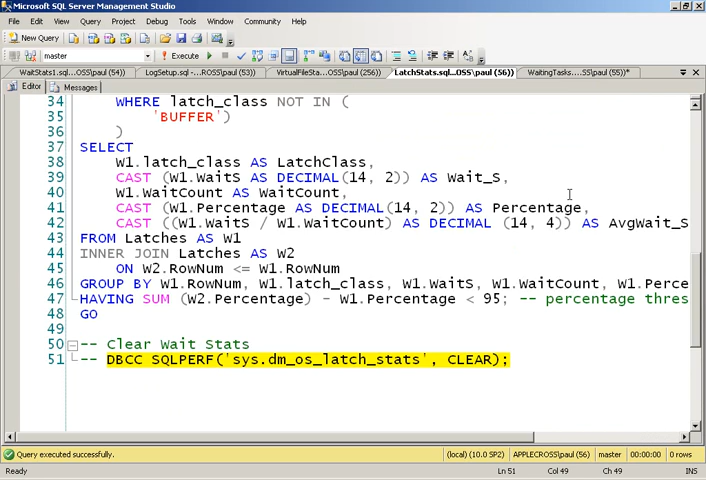 Microsoft SQL Server Management Studio
File Edit View Query Project Debug Tools Window Community Help
New Query
master Execute
WaitStats1.sql...OSS\paul (54)) LogSetup.sql -...ROSS\paul (53)) VirtualFileSta...OSS\paul (256)) LatchStats.sql...OSS\paul (56)) WaitingTasks....SS\paul (55))*
Editor Messages
34 WHERE latch_class NOT IN (
35 'BUFFER')
36 )
37 SELECT
38 W1.latch_class AS LatchClass,
39 CAST (W1.WaitS AS DECIMAL(14, 2)) AS Wait_S,
40 W1.WaitCount AS WaitCount,
41 CAST (W1.Percentage AS DECIMAL(14, 2)) AS Percentage,
42 CAST ((W1.WaitS / W1.WaitCount) AS DECIMAL (14, 4)) AS AvgWait_S
43 FROM Latches AS W1
44 INNER JOIN Latches AS W2
45 ON W2.RowNum <= W1.RowNum
46 GROUP BY W1.RowNum, W1.latch_class, W1.WaitS, W1.WaitCount, W1.Perce
47 HAVING SUM (W2.Percentage) - W1.Percentage < 95; -- percentage thres
48 GO
49
50 -- Clear Wait Stats
51 -- DBCC SQLPERF('sys.dm_os_latch_stats', CLEAR);
Query executed successfully. (local) (10.0 SP2) APPLECROSS\paul (56) master 00:00:00 0 rows
Ready Ln 51 Col 49 Ch 49 INS